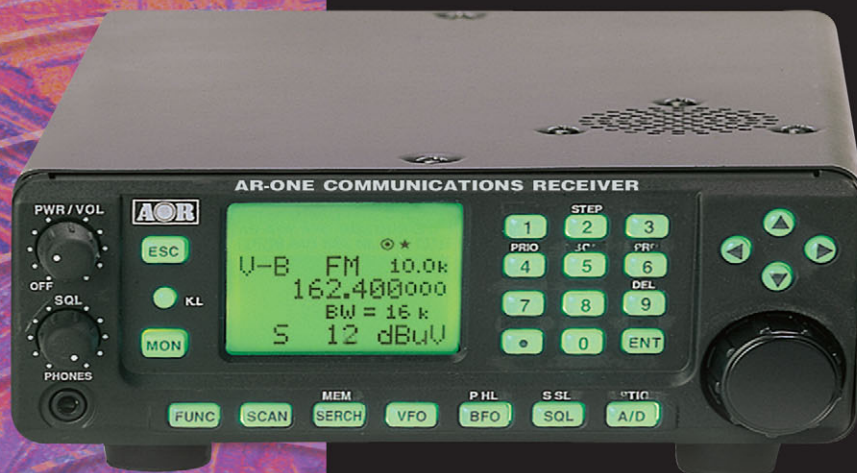 AR-ONE COMMUNICATIONS RECEIVER
PWR / VOL
AOR
OFF
ESC
K.L
SQL
MON
PHONES
V-B FM 10.0k
162.400000
BW = 16 k
S 12 dBuV
STEP
1 2 3
PRIO
4 5 6
DEL
7 8 9
0 ENT
MEM P HL S SL
FUNC SCAN SERCH VFO BFO SQL A/D